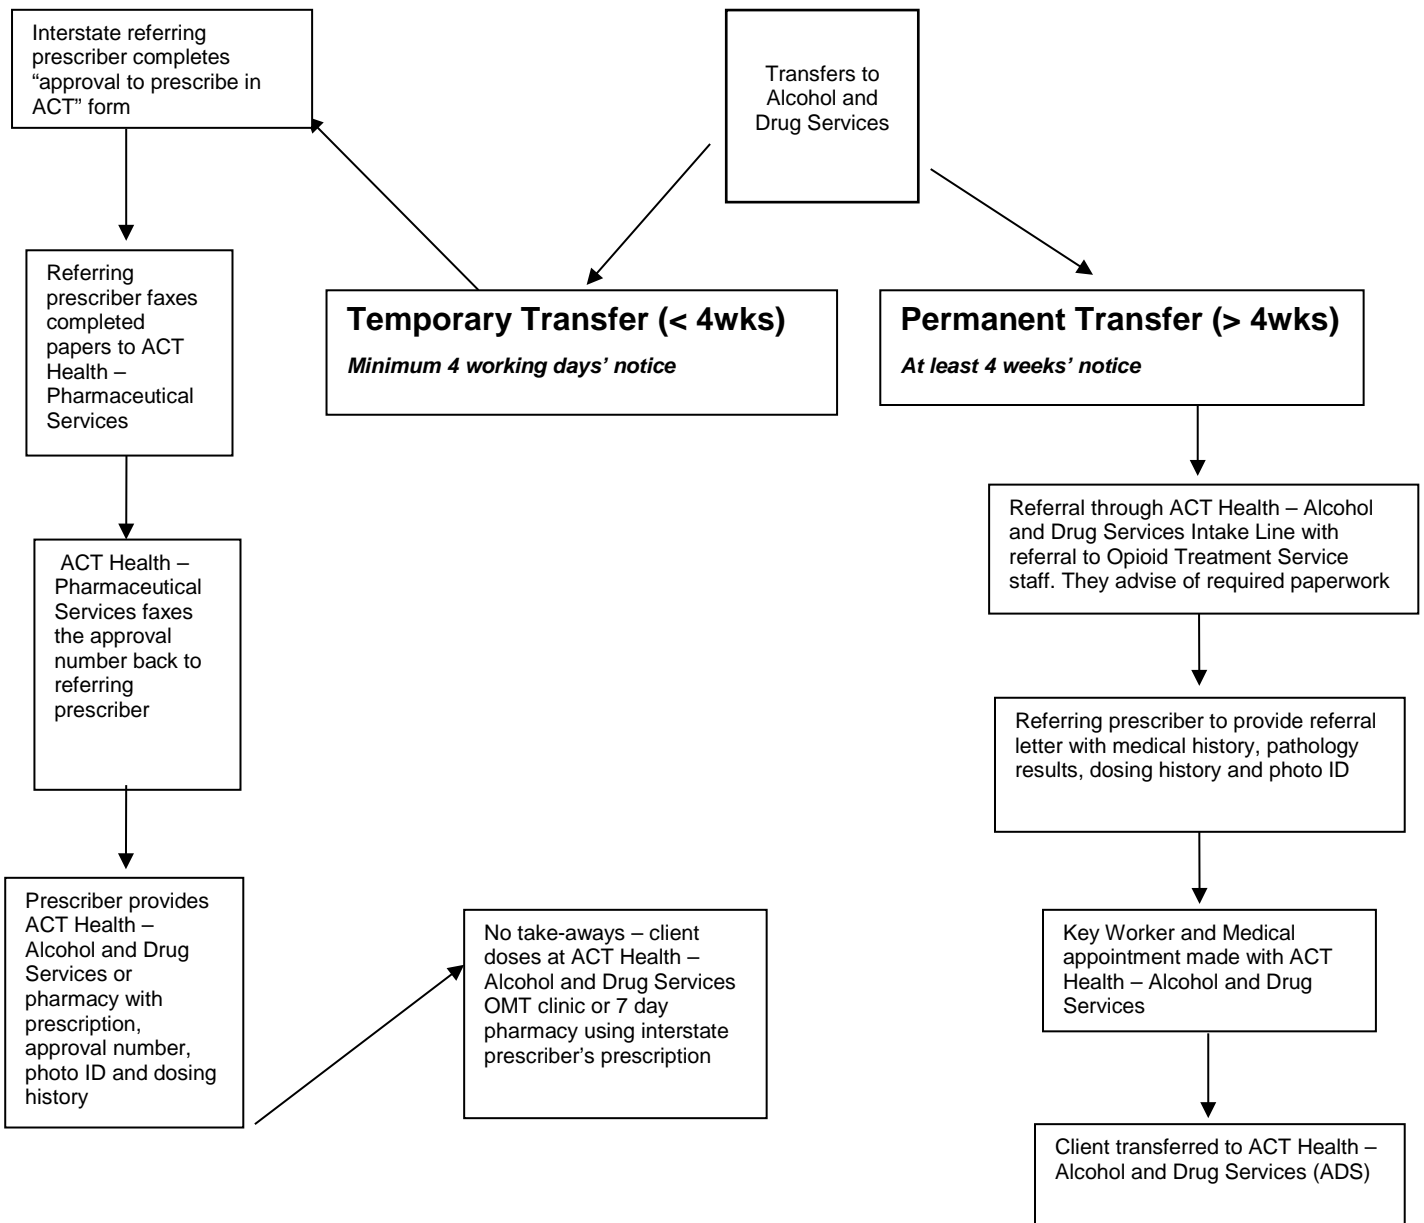 Transfers to
Alcohol and
Drug Services
Temporary Transfer (< 4wks)
Minimum 4 working days’ notice
Interstate referring
prescriber completes
“approval to prescribe in
ACT” form
Referring
prescriber faxes
completed
papers to ACT
Health –
Pharmaceutical
Services
ACT Health –
Pharmaceutical
Services faxes
the approval
number back to
referring
prescriber
Prescriber provides
ACT Health –
Alcohol and Drug
Services or
pharmacy with
prescription,
approval number,
photo ID and dosing
history
No take-aways – client
doses at ACT Health –
Alcohol and Drug Services
OMT clinic or 7 day
pharmacy using interstate
prescriber’s prescription
Permanent Transfer (> 4wks)
At least 4 weeks’ notice
Referral through ACT Health – Alcohol
and Drug Services Intake Line with
referral to Opioid Treatment Service
staff. They advise of required paperwork
Referring prescriber to provide referral
letter with medical history, pathology
results, dosing history and photo ID
Key Worker and Medical
appointment made with ACT
Health – Alcohol and Drug
Services
Client transferred to ACT Health –
Alcohol and Drug Services (ADS)